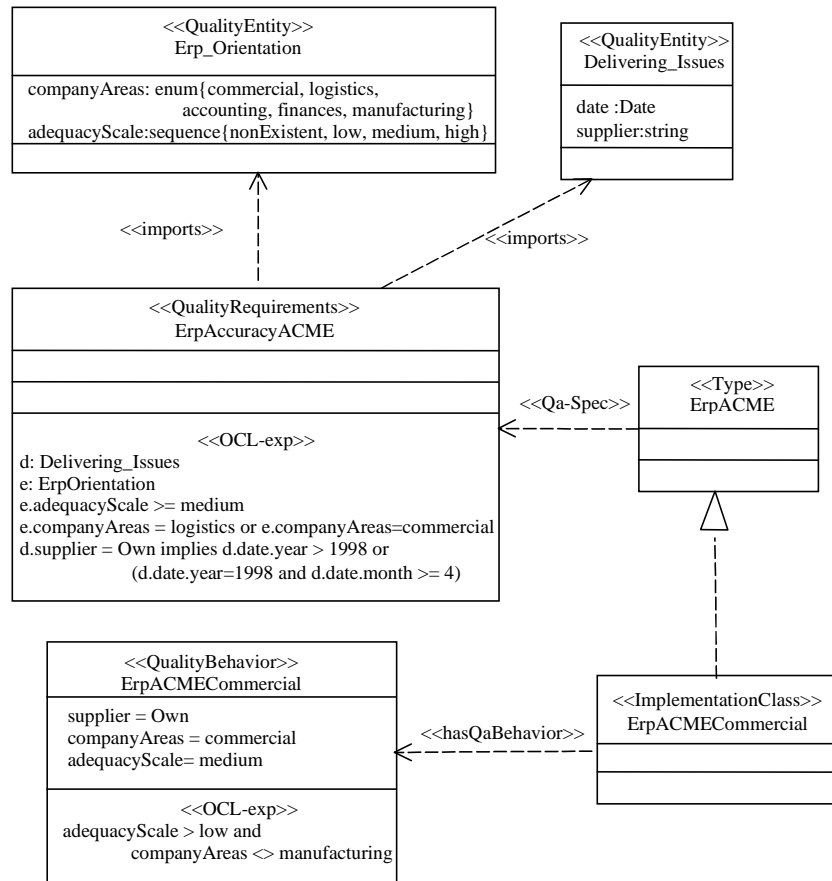 <<QualityEntity>>
Erp_Orientation
companyAreas: enum{commercial, logistics,
accounting, finances, manufacturing}
adequacyScale:sequence{nonExistent, low, medium, high}
<<QualityEntity>>
Delivering_Issues
date :Date
supplier:string
<<imports>>
<<imports>>
<<QualityRequirements>>
ErpAccuracyACME
<<OCL-exp>>
d: Delivering_Issues
e: ErpOrientation
e.adequacyScale >= medium
e.companyAreas = logistics or e.companyAreas=commercial
d.supplier = Own implies d.date.year > 1998 or
(d.date.year=1998 and d.date.month >= 4)
<<Qa-Spec>>
<<Type>>
ErpACME
<<QualityBehavior>>
ErpACMECommercial
supplier = Own
companyAreas = commercial
adequacyScale= medium
<<OCL-exp>>
adequacyScale > low and
companyAreas <> manufacturing
<<hasQaBehavior>>
<<ImplementationClass>>
ErpACMECommercial